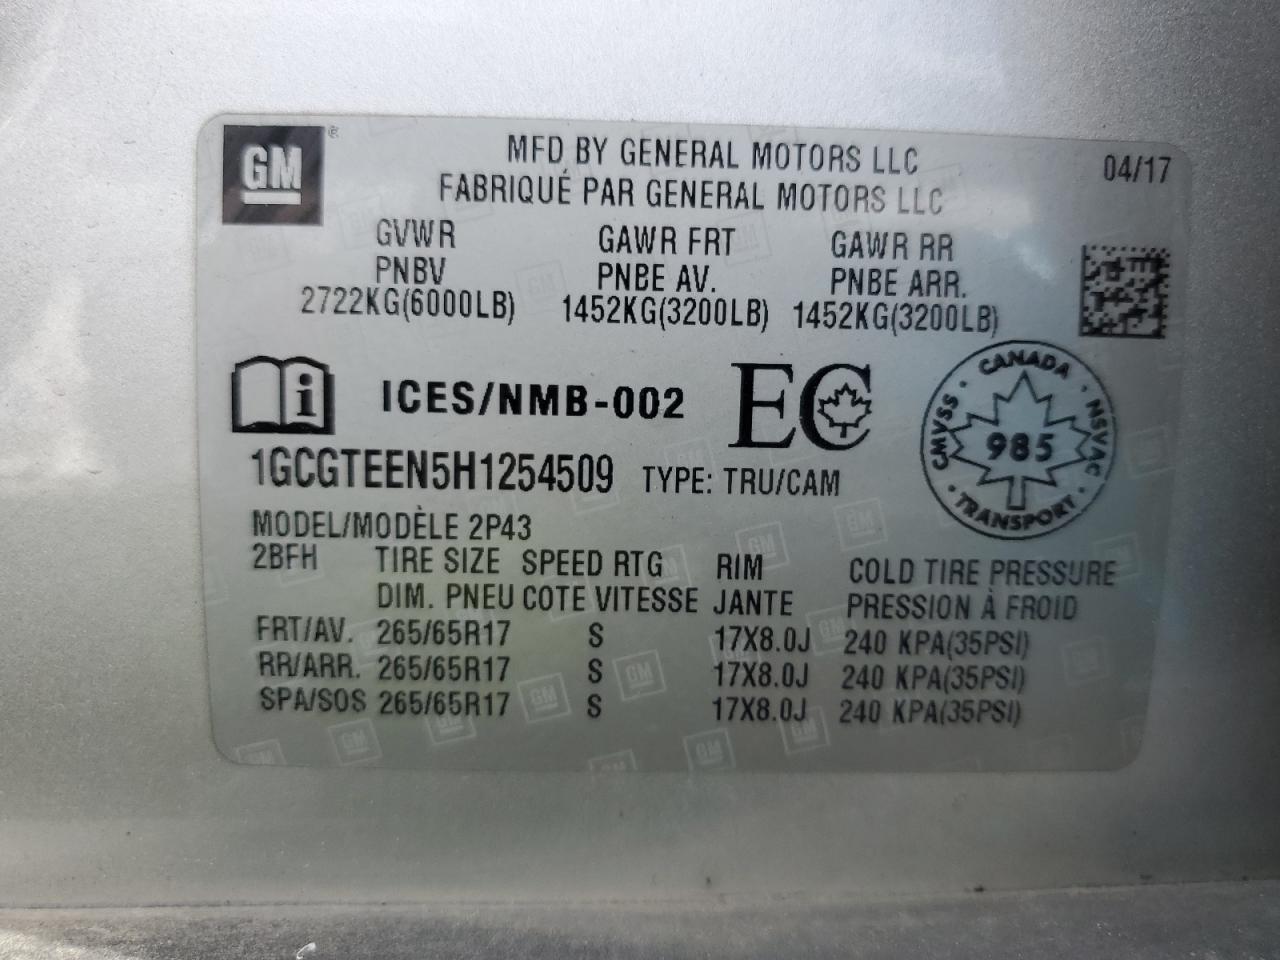 GM
MFD BY GENERAL MOTORS LLC
04/17
FABRIQUÉ PAR GENERAL MOTORS LLC
GVWR GAWR FRT GAWR RR
PNBV PNBE AV. PNBE ARR.
2722KG(6000LB) 1452KG(3200LB) 1452KG(3200LB)
i ICES/NMB-002 EC
CANADA · NSVAC · TRANSPORT · CMVSS ·
985
1GCGTEEN5H1254509 TYPE: TRU/CAM
MODEL/MODÈLE 2P43
2BFH TIRE SIZE SPEED RTG RIM COLD TIRE PRESSURE
DIM. PNEU COTE VITESSE JANTE PRESSION À FROID
FRT/AV. 265/65R17 S 17X8.0J 240 KPA(35PSI)
RR/ARR. 265/65R17 S 17X8.0J 240 KPA(35PSI)
SPA/SOS 265/65R17 S 17X8.0J 240 KPA(35PSI)